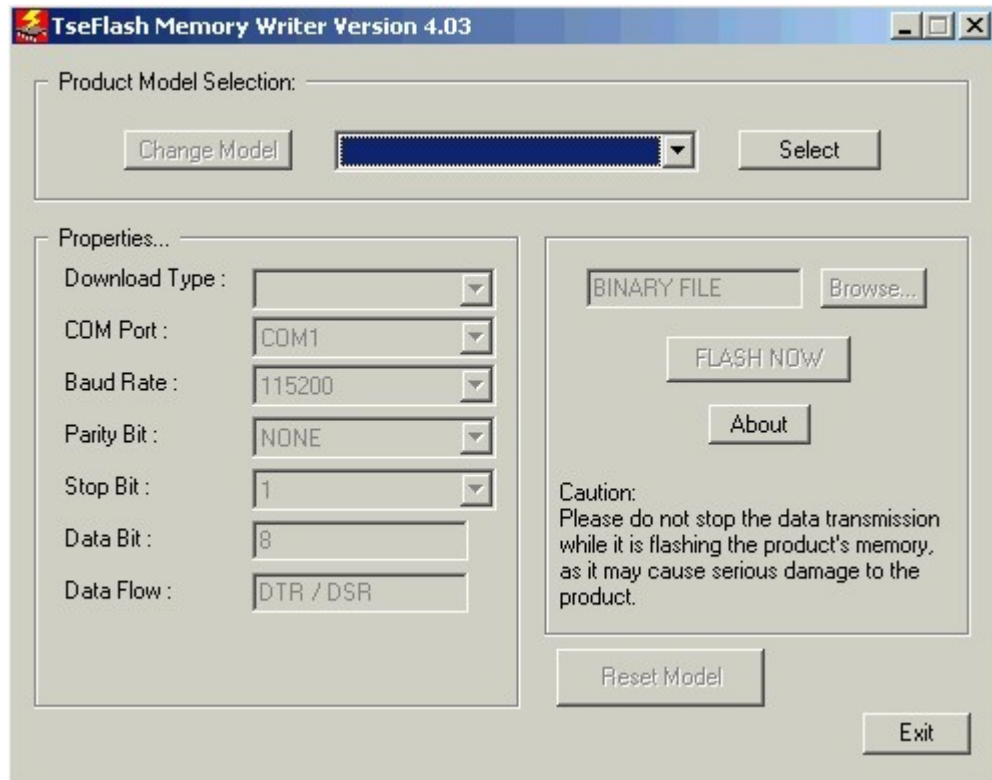 TseFlash Memory Writer Version 4.03
Product Model Selection:
Change Model
Select
Properties...
Download Type :
COM Port :
COM1
Baud Rate :
115200
Parity Bit :
NONE
Stop Bit :
1
Data Bit :
8
Data Flow :
DTR / DSR
BINARY FILE
Browse...
FLASH NOW
About
Caution:
Please do not stop the data transmission
while it is flashing the product's memory,
as it may cause serious damage to the
product.
Reset Model
Exit